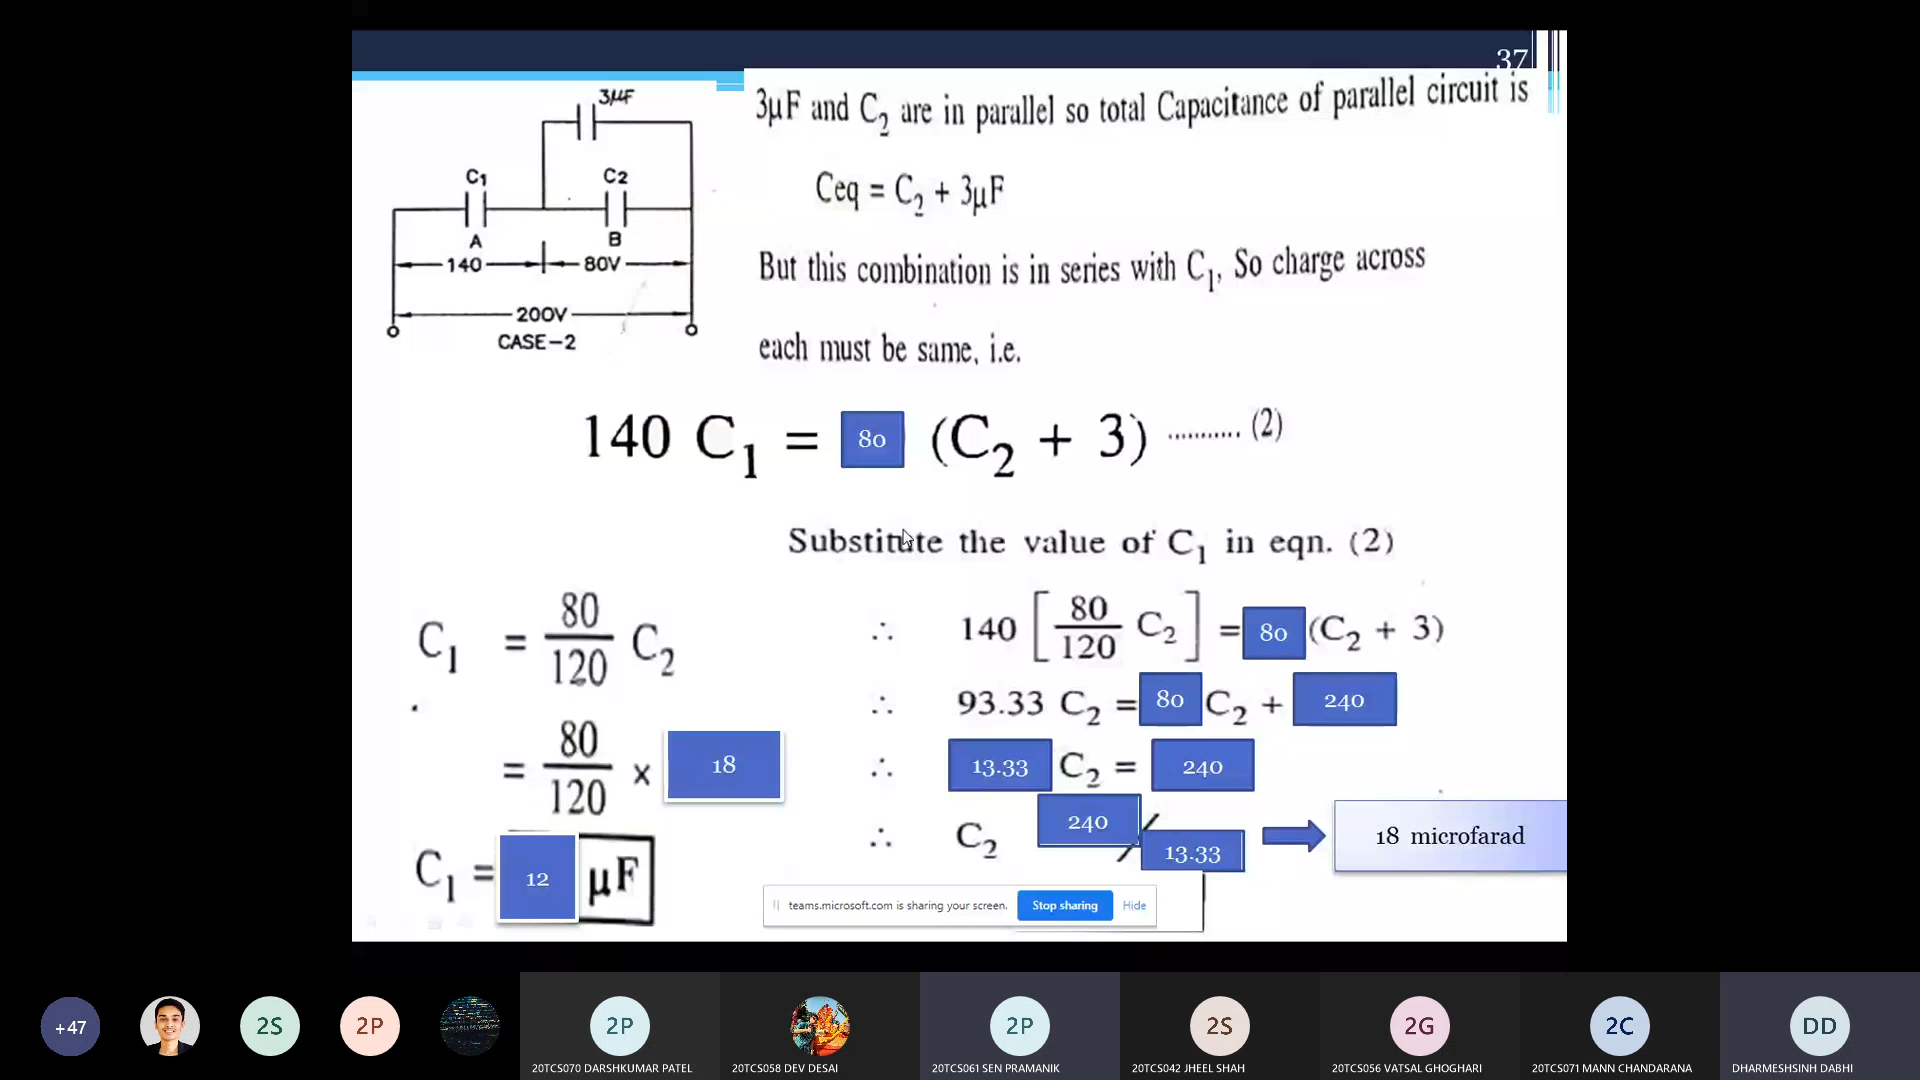 37
3μF
C1
C2
A
B
140
80V
200V
CASE-2
3μF and C2 are in parallel so total Capacitance of parallel circuit is
Ceq = C2 + 3μF
But this combination is in series with C1, So charge across
each must be same, i.e.
140 C1 = 80 (C2 + 3) ........... (2)
Substitute the value of C1 in eqn. (2)
C1 = 80/120 C2
= 80/120 x 18
C1 = 12 μF
∴ 140 [80/120 C2] = 80 (C2 + 3)
∴ 93.33 C2 = 80 C2 + 240
∴ 13.33 C2 = 240
∴ C2 240 / 13.33
18 microfarad
teams.microsoft.com is sharing your screen. Stop sharing Hide
+47
2S
2P
2P
2P
2S
2G
2C
DD
20TCS070 DARSHKUMAR PATEL
20TCS058 DEV DESAI
20TCS061 SEN PRAMANIK
20TCS042 JHEEL SHAH
20TCS056 VATSAL GHOGHARI
20TCS071 MANN CHANDARANA
DHARMESHSINH DABHI